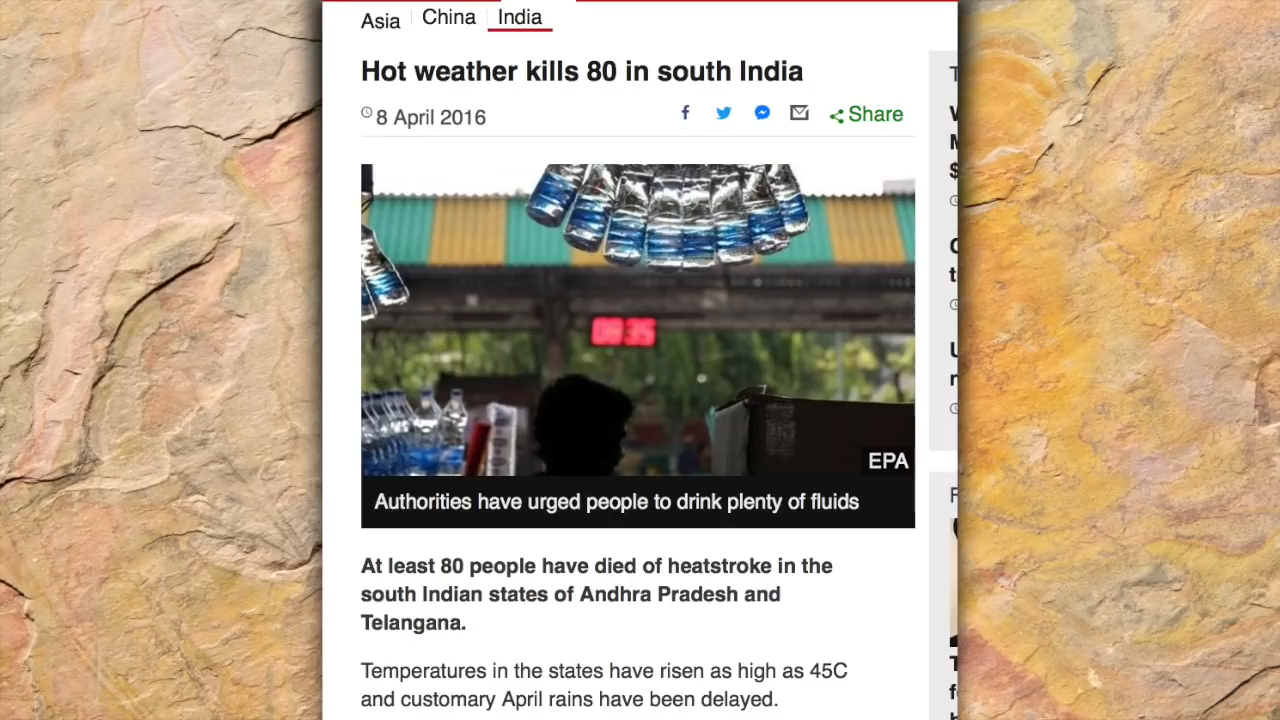 Asia China India
Hot weather kills 80 in south India
8 April 2016
Share
EPA
Authorities have urged people to drink plenty of fluids
At least 80 people have died of heatstroke in the
south Indian states of Andhra Pradesh and
Telangana.
Temperatures in the states have risen as high as 45C
and customary April rains have been delayed.